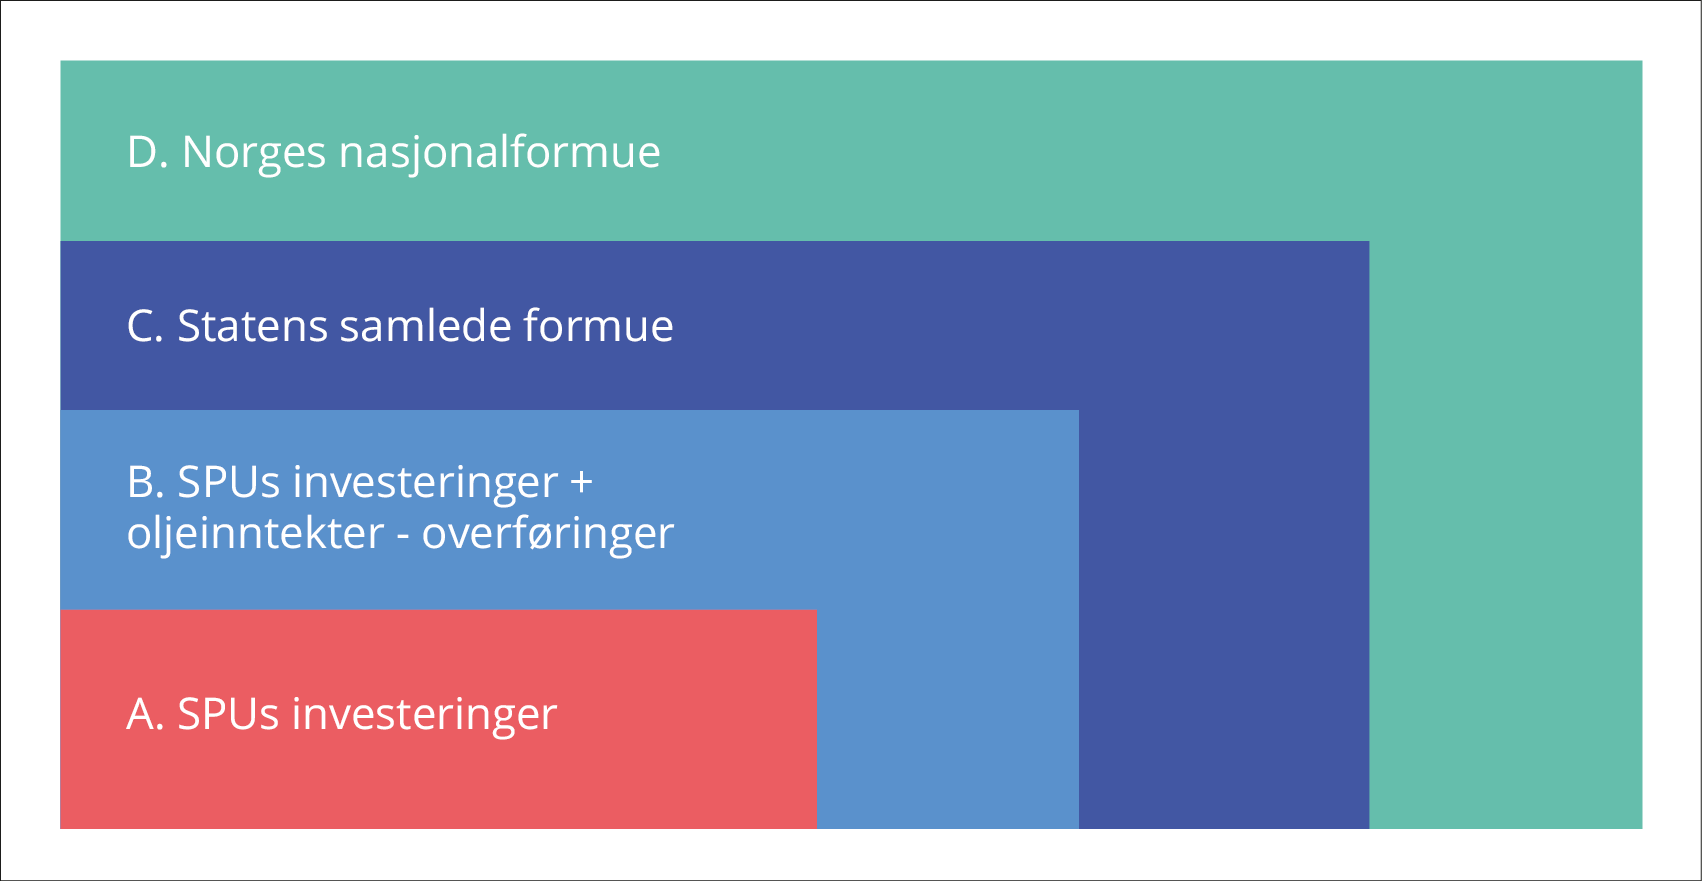 D. Norges nasjonalformue
C. Statens samlede formue
B. SPUs investeringer +
oljeinntekter - overføringer
A. SPUs investeringer